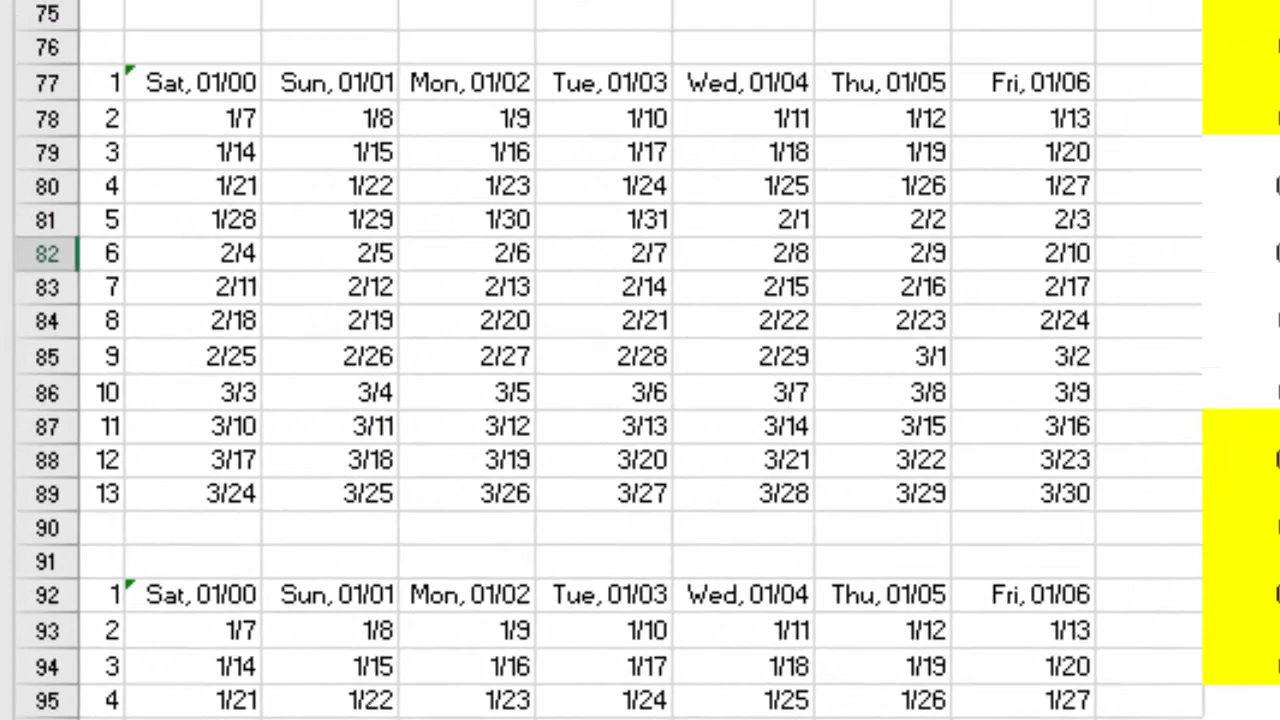 75
76
77 1 Sat, 01/00 Sun, 01/01 Mon, 01/02 Tue, 01/03 Wed, 01/04 Thu, 01/05 Fri, 01/06
78 2 1/7 1/8 1/9 1/10 1/11 1/12 1/13
79 3 1/14 1/15 1/16 1/17 1/18 1/19 1/20
80 4 1/21 1/22 1/23 1/24 1/25 1/26 1/27
81 5 1/28 1/29 1/30 1/31 2/1 2/2 2/3
82 6 2/4 2/5 2/6 2/7 2/8 2/9 2/10
83 7 2/11 2/12 2/13 2/14 2/15 2/16 2/17
84 8 2/18 2/19 2/20 2/21 2/22 2/23 2/24
85 9 2/25 2/26 2/27 2/28 2/29 3/1 3/2
86 10 3/3 3/4 3/5 3/6 3/7 3/8 3/9
87 11 3/10 3/11 3/12 3/13 3/14 3/15 3/16
88 12 3/17 3/18 3/19 3/20 3/21 3/22 3/23
89 13 3/24 3/25 3/26 3/27 3/28 3/29 3/30
90
91
92 1 Sat, 01/00 Sun, 01/01 Mon, 01/02 Tue, 01/03 Wed, 01/04 Thu, 01/05 Fri, 01/06
93 2 1/7 1/8 1/9 1/10 1/11 1/12 1/13
94 3 1/14 1/15 1/16 1/17 1/18 1/19 1/20
95 4 1/21 1/22 1/23 1/24 1/25 1/26 1/27